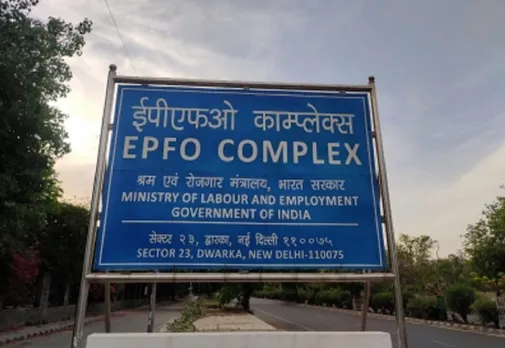 ईपीएफओ काम्प्लेक्स
EPFO COMPLEX
श्रम एवं रोजगार मंत्रालय, भारत सरकार
MINISTRY OF LABOUR AND EMPLOYMENT
GOVERNMENT OF INDIA
सेक्टर २३, द्वारका, नई दिल्ली ११००७५
SECTOR 23, DWARKA, NEW DELHI-110075